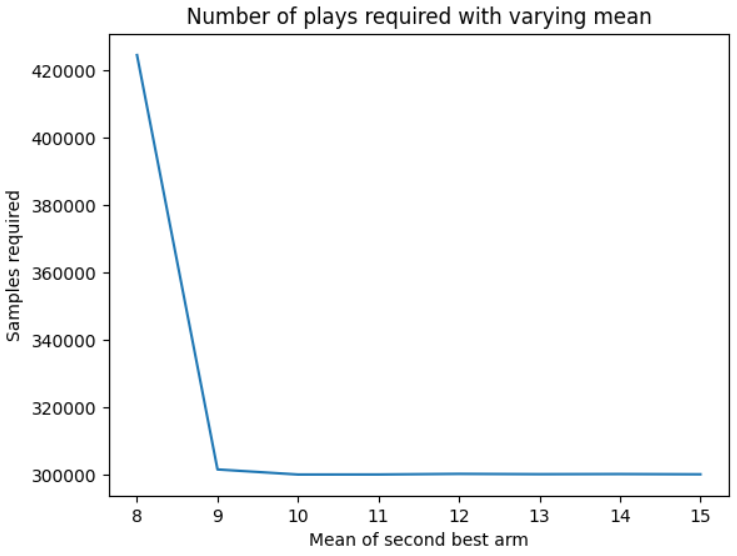 Number of plays required with varying mean
420000
400000
380000
360000
340000
320000
300000
Samples required
8 9 10 11 12 13 14 15
Mean of second best arm